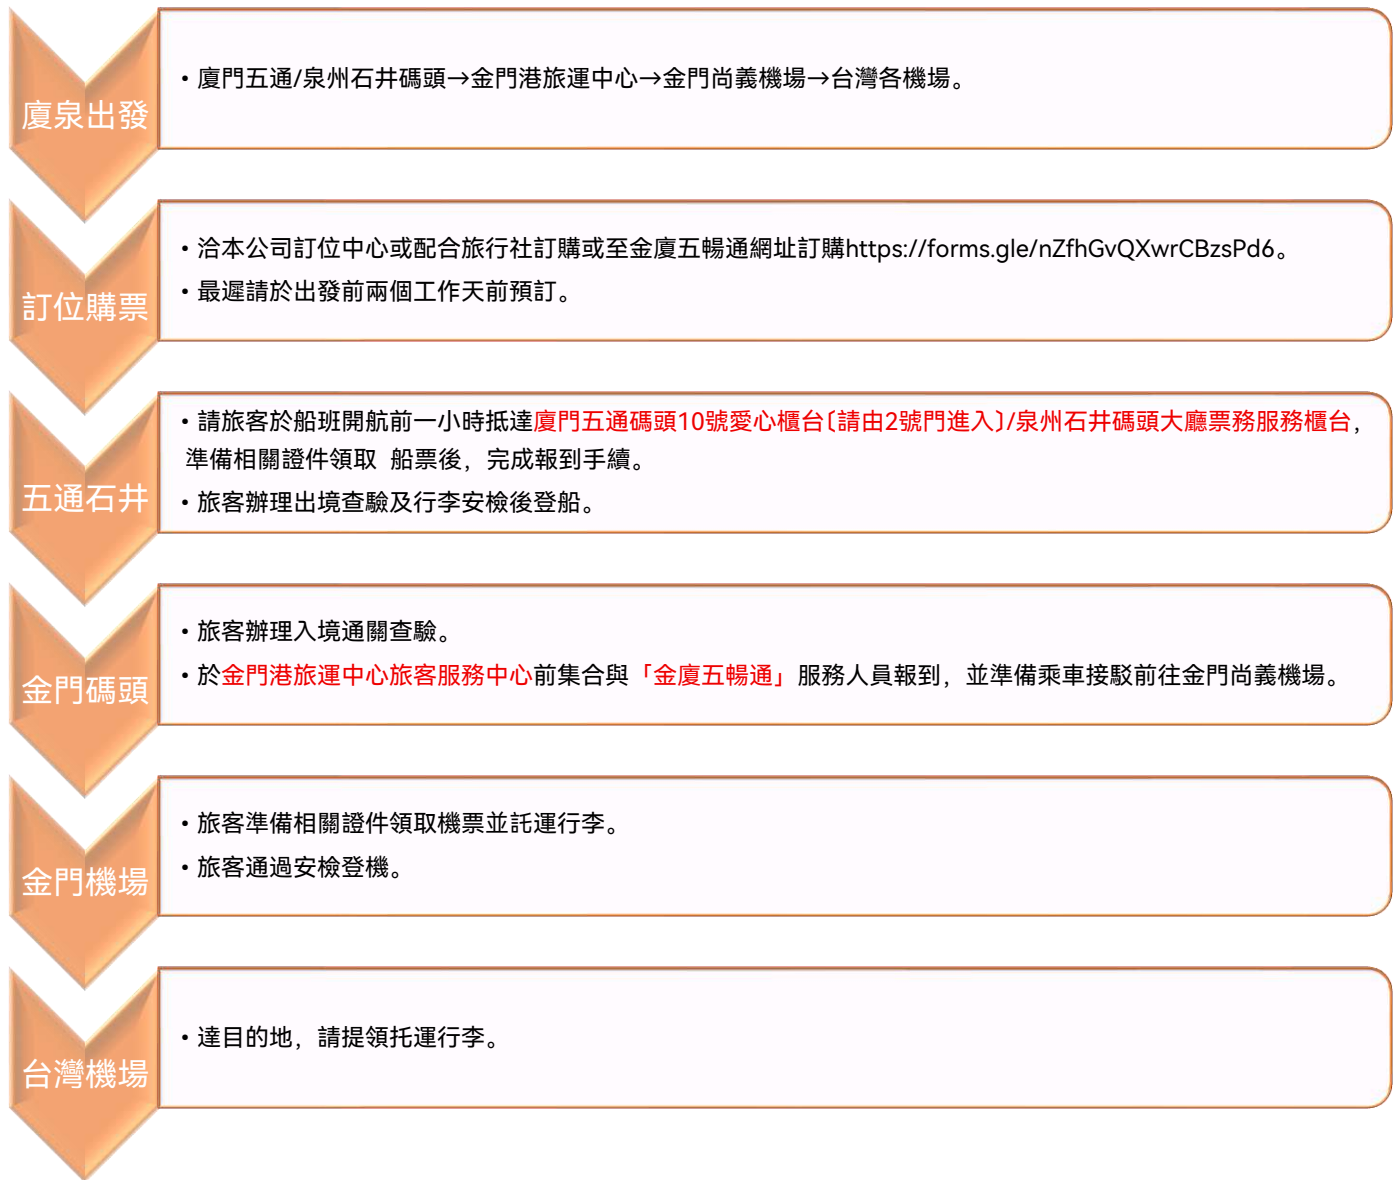 廈泉出發
•廈門五通/泉州石井碼頭→金門港旅運中心→金門尚義機場→台灣各機場。
訂位購票
•洽本公司訂位中心或配合旅行社訂購或至金廈五暢通網址訂購https://forms.gle/nZfhGvQXwrCBzsPd6。
•最遲請於出發前兩個工作天前預訂。
五通石井
•請旅客於船班開航前一小時抵達廈門五通碼頭10號愛心櫃台〔請由2號門進入〕/泉州石井碼頭大廳票務服務櫃台，
準備相關證件領取 船票後，完成報到手續。
•旅客辦理出境查驗及行李安檢後登船。
金門碼頭
•旅客辦理入境通關查驗。
•於金門港旅運中心旅客服務中心前集合與「金廈五暢通」服務人員報到，並準備乘車接駁前往金門尚義機場。
金門機場
•旅客準備相關證件領取機票並託運行李。
•旅客通過安檢登機。
台灣機場
•達目的地，請提領托運行李。